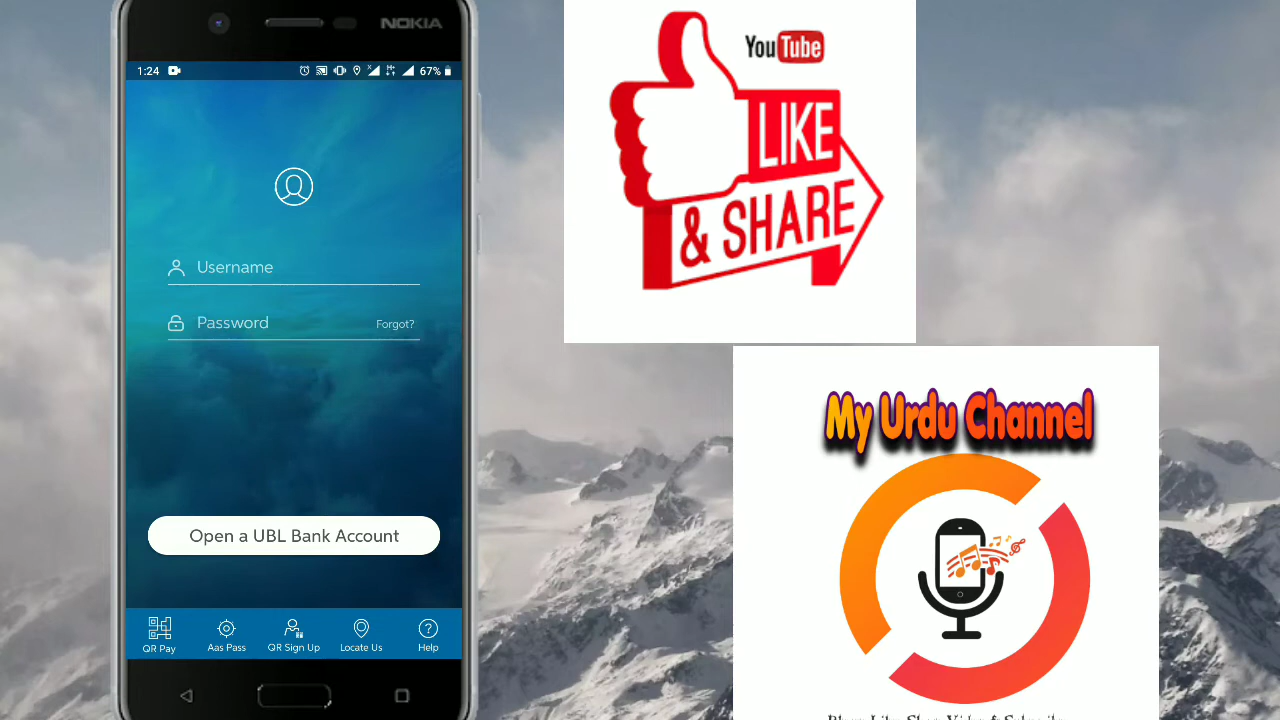 NOKIA
1:24
67%
Username
Password
Forgot?
Open a UBL Bank Account
QR Pay
Aas Pass
QR Sign Up
Locate Us
Help
YouTube
LIKE
& SHARE
My Urdu Channel